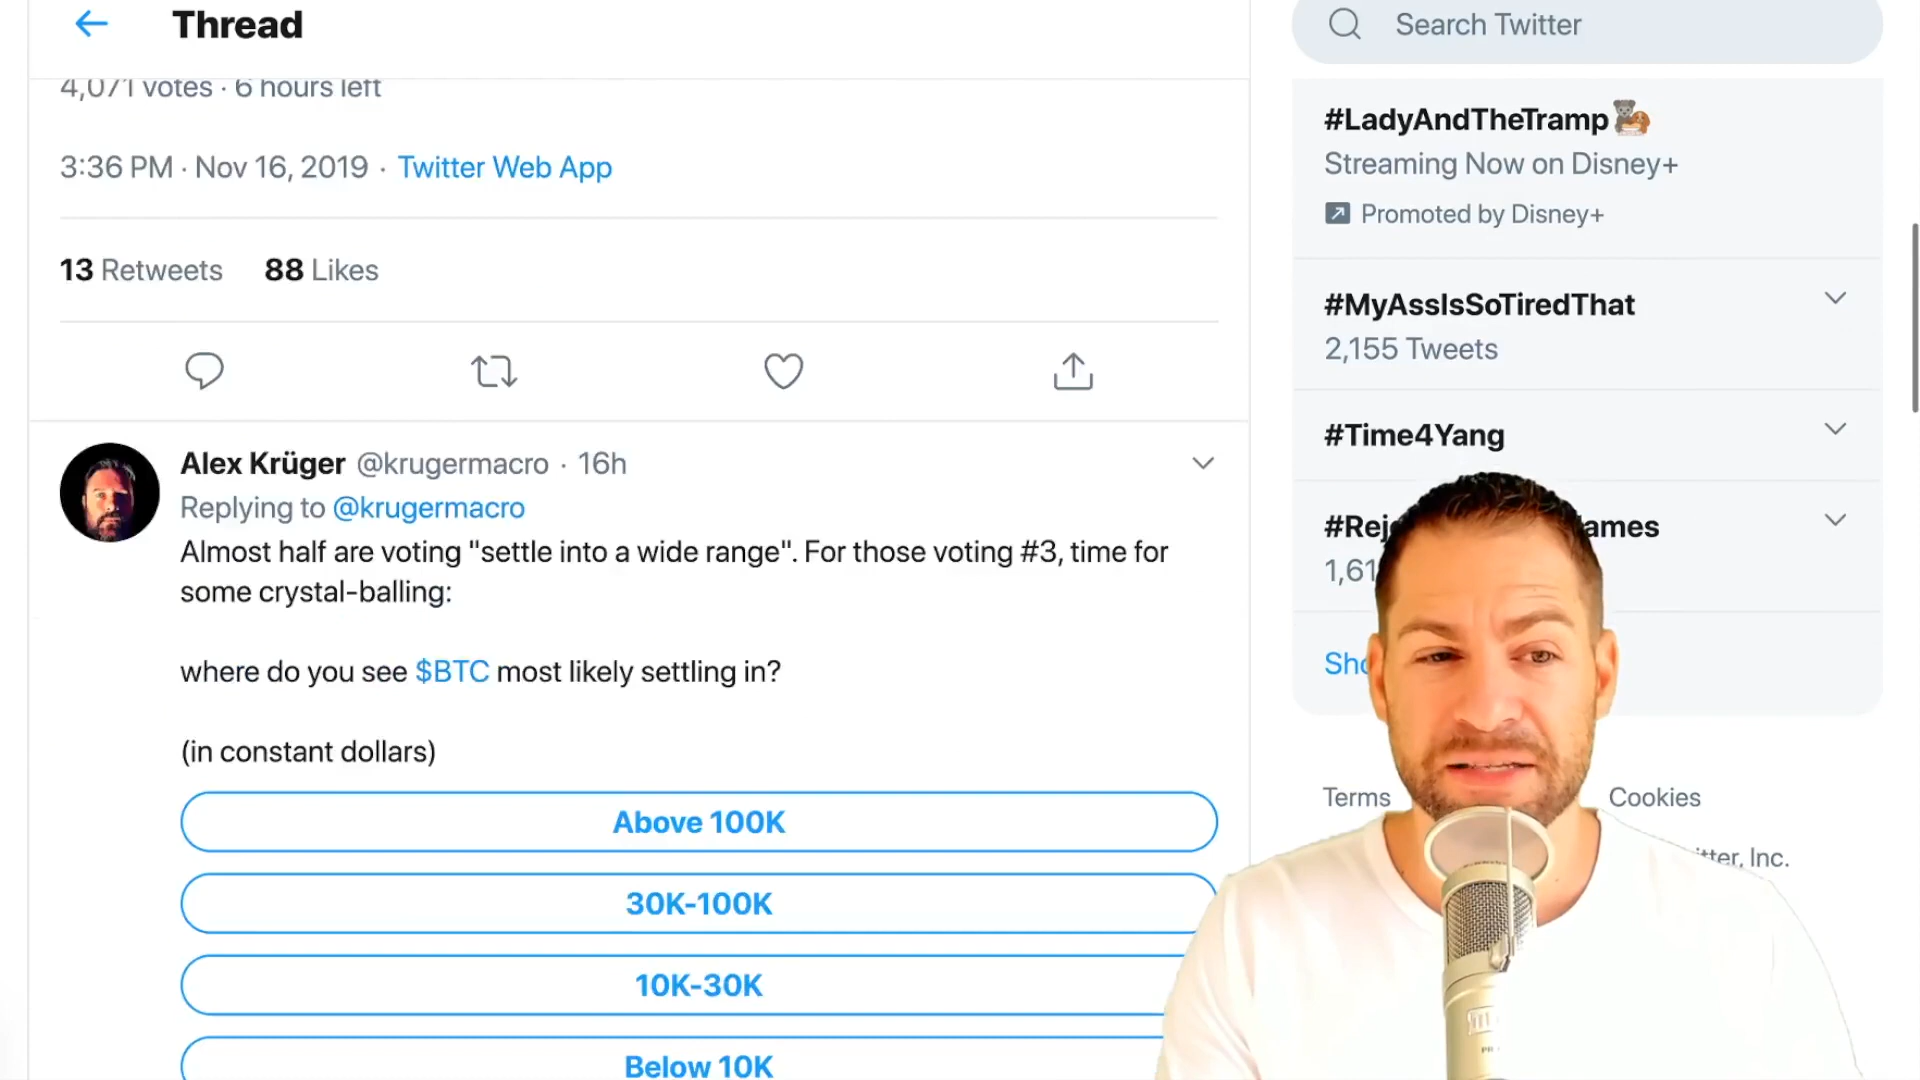 Thread
Search Twitter
4,071 votes · 6 hours left
3:36 PM · Nov 16, 2019 · Twitter Web App
13 Retweets 88 Likes
Alex Krüger @krugermacro · 16h
Replying to @krugermacro
Almost half are voting "settle into a wide range". For those voting #3, time for
some crystal-balling:
where do you see $BTC most likely settling in?
(in constant dollars)
Above 100K
30K-100K
10K-30K
Below 10K
#LadyAndTheTramp
Streaming Now on Disney+
Promoted by Disney+
#MyAssIsSoTiredThat
2,155 Tweets
#Time4Yang
Terms
Cookies
Inc.